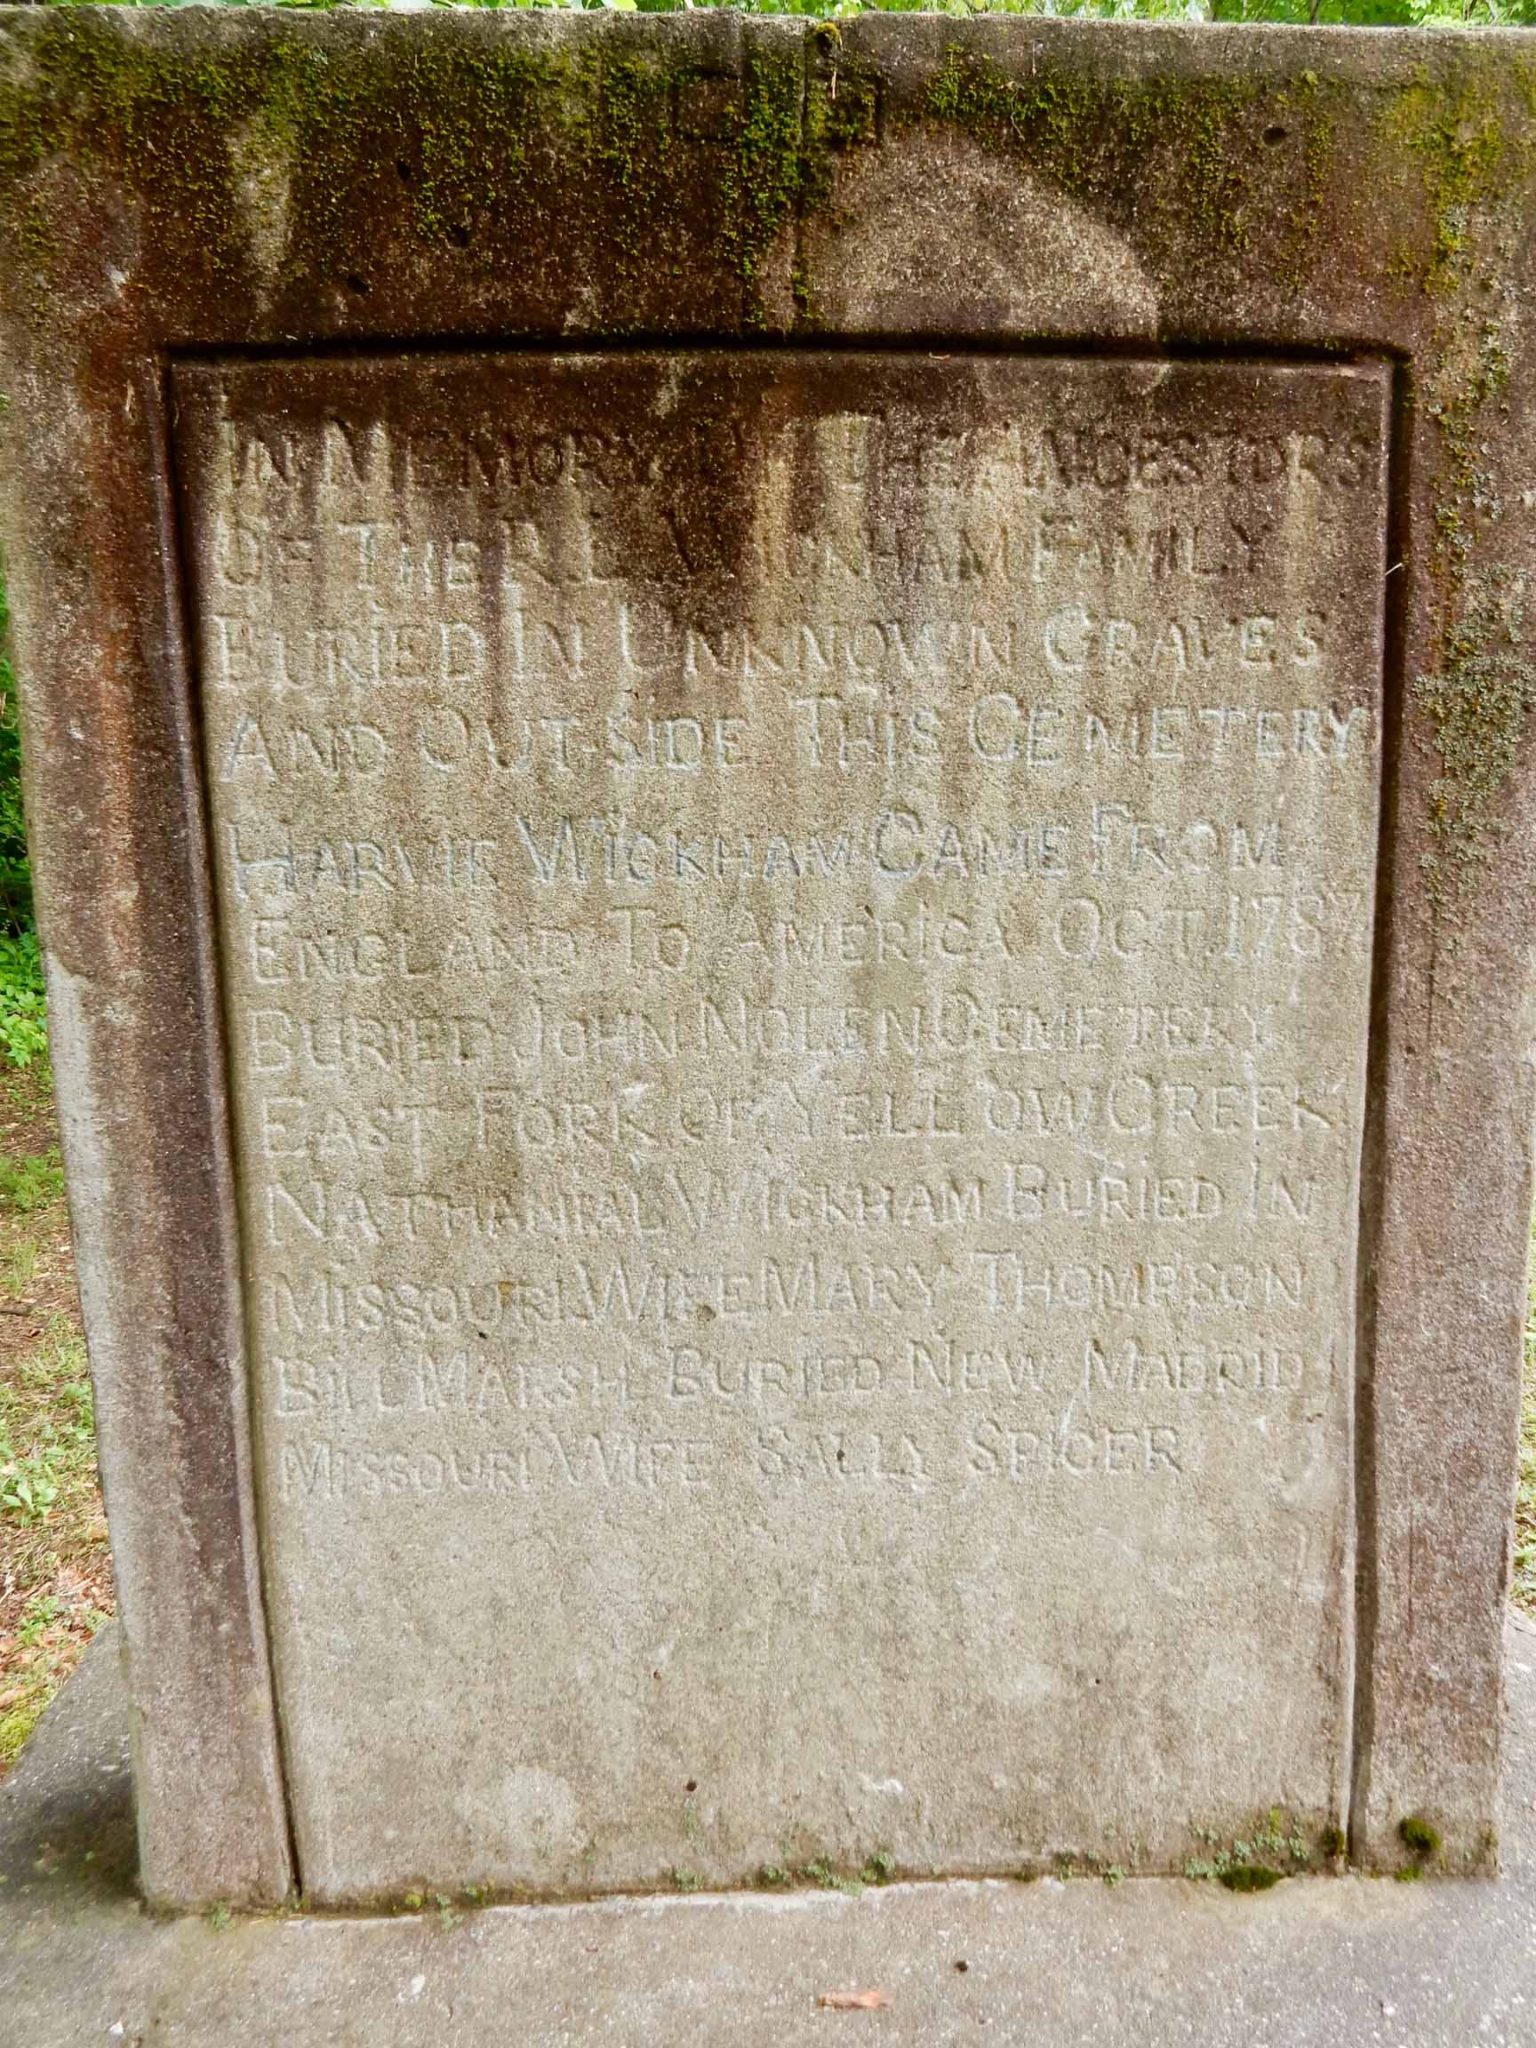 IN MEMORY OF THE ANCESTORS
OF THE R.L. WICKHAM FAMILY
BURIED IN UNKNOWN GRAVES
AND OUT-SIDE THIS CEMETERY
HARVIE WICKHAM CAME FROM
ENGLAND TO AMERICA OCT. 1787
BURIED JOHN NOLEN CEMETERY
EAST FORK OF YELLOW CREEK
NATHANIAL WICKHAM BURIED IN
MISSOURI. WIFE MARY THOMPSON
BILL MARSH BURIED NEW MADRID
MISSOURI WIFE SALLY SPICER